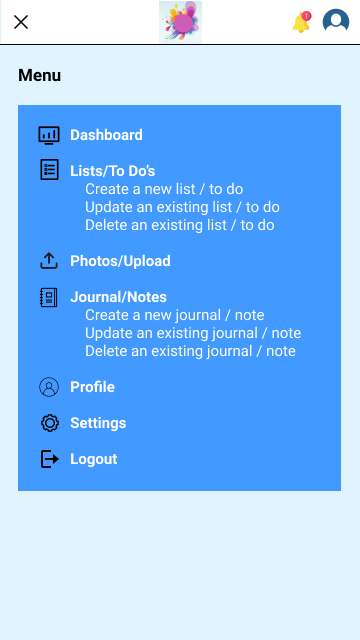 1
Menu
Dashboard
Lists/To Do's
Create a new list / to do
Update an existing list / to do
Delete an existing list / to do
Photos/Upload
Journal/Notes
Create a new journal / note
Update an existing journal / note
Delete an existing journal / note
Profile
Settings
Logout